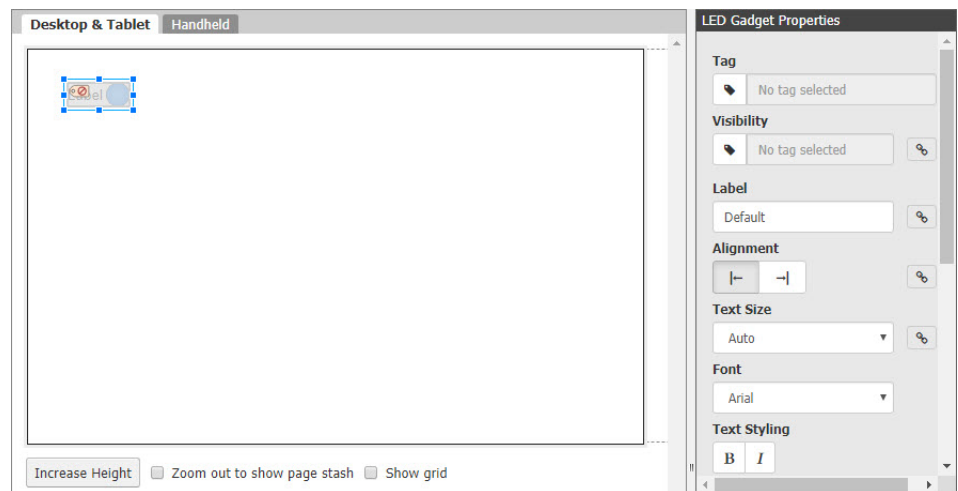 Desktop & Tablet
Handheld
Label
Increase Height
Zoom out to show page stash
Show grid
LED Gadget Properties
Tag
No tag selected
Visibility
No tag selected
Label
Default
Alignment
Text Size
Auto
Font
Arial
Text Styling
B I